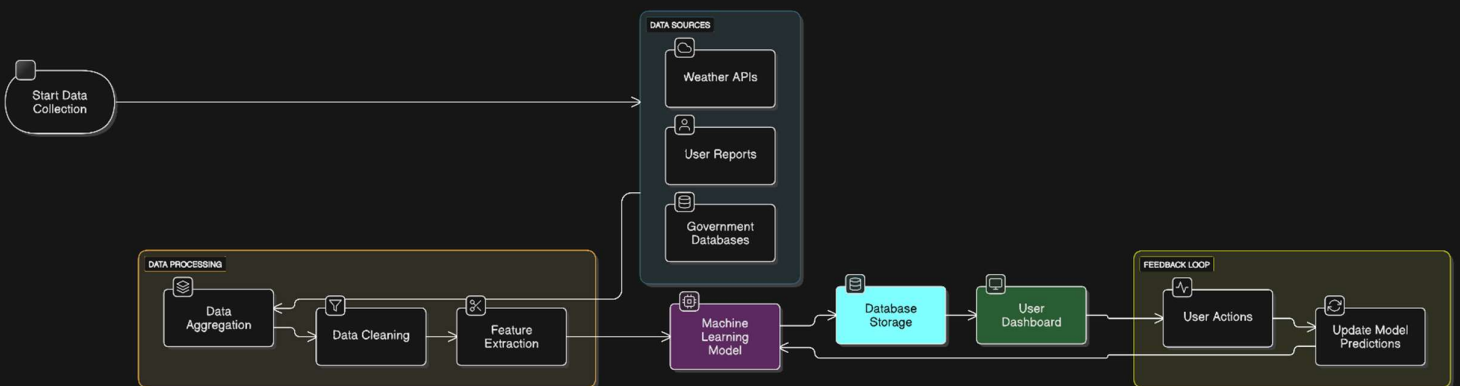 DATA SOURCES
Weather APIs
Start Data
Collection
User Reports
Government
Databases
DATA PROCESSING
Data
Aggregation
Data Cleaning
Feature
Extraction
Machine
Learning
Model
Database
Storage
User
Dashboard
FEEDBACK LOOP
User Actions
Update Model
Predictions